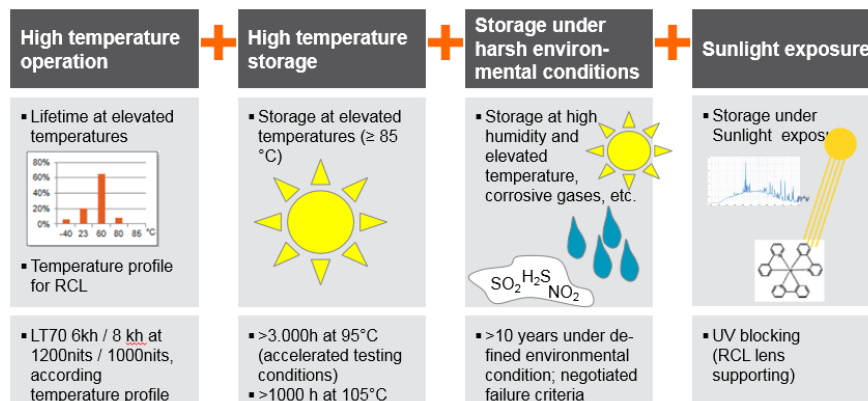 High temperature
operation
+
High temperature
storage
+
Storage under
harsh environ-
mental conditions
+
Sunlight exposure
▪ Lifetime at elevated
temperatures
80%
60%
40%
20%
0%
-40 23 60 80 85 °C
▪ Temperature profile
for RCL
▪ Storage at elevated
temperatures (≥ 85
°C)
▪ Storage at high
humidity and
elevated
temperature,
corrosive gases, etc.
SO2 H2S
NO2
▪ Storage under
Sunlight exposu
▪ LT70 6kh / 8 kh at
1200nits / 1000nits,
according
temperature profile
▪ >3.000h at 95°C
(accelerated testing
conditions)
▪ >1000 h at 105°C
▪ >10 years under de-
fined environmental
condition; negotiated
failure criteria
▪ UV blocking
(RCL lens
supporting)